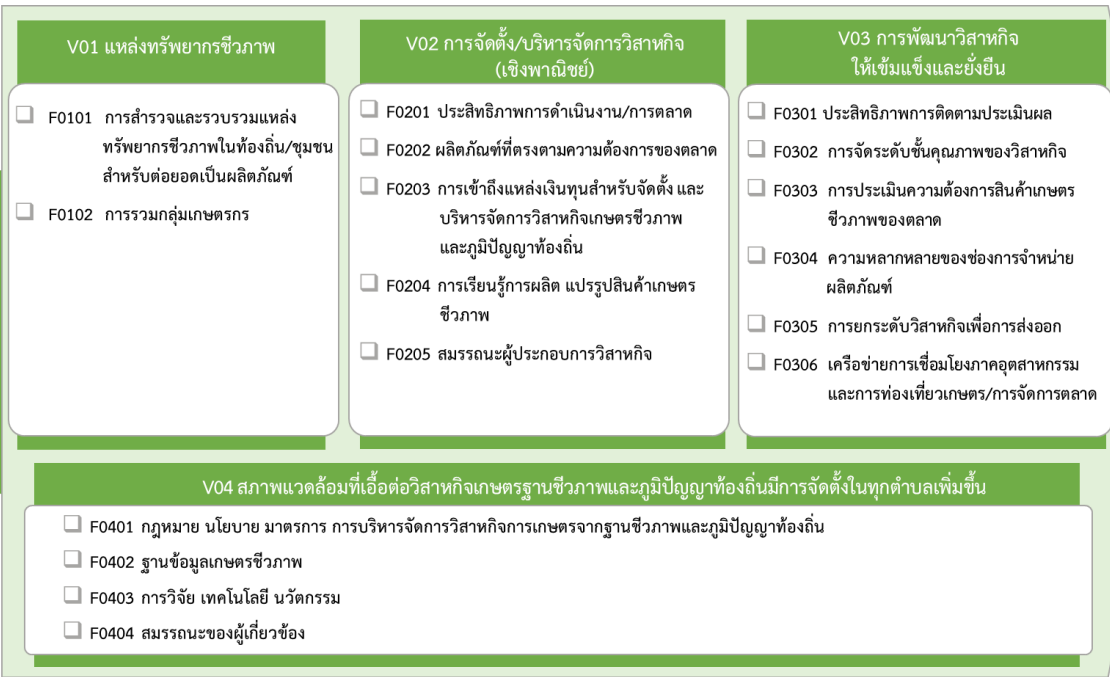 V01 แหล่งทรัพยากรชีวภาพ
F0101 การสำรวจและรวบรวมแหล่ง
ทรัพยากรชีวภาพในท้องถิ่น/ชุมชน
สำหรับต่อยอดเป็นผลิตภัณฑ์
F0102 การรวมกลุ่มเกษตรกร
V02 การจัดตั้ง/บริหารจัดการวิสาหกิจ
(เชิงพาณิชย์)
F0201 ประสิทธิภาพการดำเนินงาน/การตลาด
F0202 ผลิตภัณฑ์ที่ตรงตามความต้องการของตลาด
F0203 การเข้าถึงแหล่งเงินทุนสำหรับจัดตั้ง และ
บริหารจัดการวิสาหกิจเกษตรชีวภาพ
และภูมิปัญญาท้องถิ่น
F0204 การเรียนรู้การผลิต แปรรูปสินค้าเกษตร
ชีวภาพ
F0205 สมรรถนะผู้ประกอบการวิสาหกิจ
V03 การพัฒนาวิสาหกิจ
ให้เข้มแข็งและยั่งยืน
F0301 ประสิทธิภาพการติดตามประเมินผล
F0302 การจัดระดับชั้นคุณภาพของวิสาหกิจ
F0303 การประเมินความต้องการสินค้าเกษตร
ชีวภาพของตลาด
F0304 ความหลากหลายของช่องการจำหน่าย
ผลิตภัณฑ์
F0305 การยกระดับวิสาหกิจเพื่อการส่งออก
F0306 เครือข่ายการเชื่อมโยงภาคอุตสาหกรรม
และการท่องเที่ยวเกษตร/การจัดการตลาด
V04 สภาพแวดล้อมที่เอื้อต่อวิสาหกิจเกษตรฐานชีวภาพและภูมิปัญญาท้องถิ่นมีการจัดตั้งในทุกตำบลเพิ่มขึ้น
F0401 กฎหมาย นโยบาย มาตรการ การบริหารจัดการวิสาหกิจการเกษตรจากฐานชีวภาพและภูมิปัญญาท้องถิ่น
F0402 ฐานข้อมูลเกษตรชีวภาพ
F0403 การวิจัย เทคโนโลยี นวัตกรรม
F0404 สมรรถนะของผู้เกี่ยวข้อง